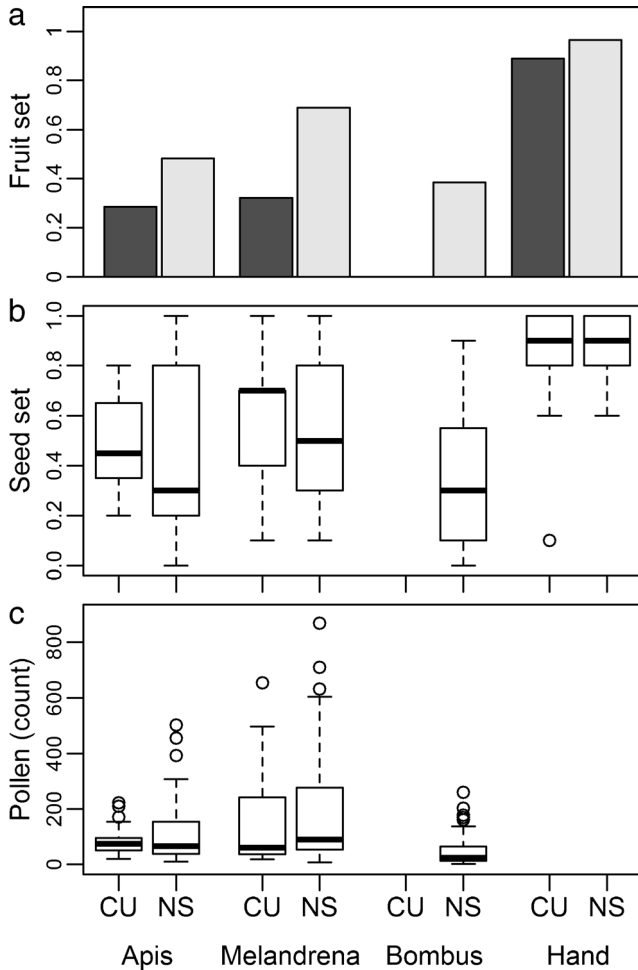 a
Fruit set
0 0.2 0.4 0.6 0.8 1
b
Seed set
0.0 0.2 0.4 0.6 0.8 1.0
c
Pollen (count)
0 200 400 600 800
CU NS CU NS CU NS CU NS
Apis Melandrena Bombus Hand